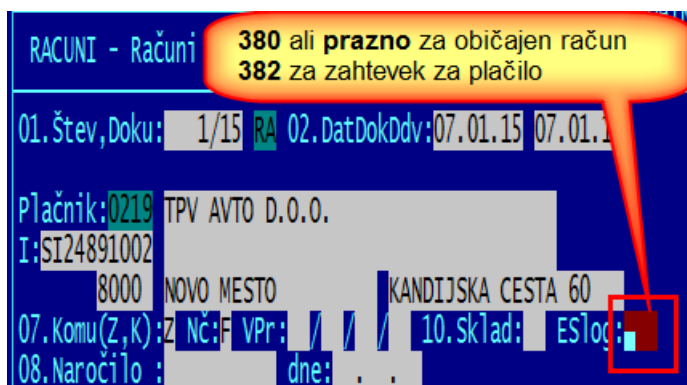 RACUNI - Računi
380 ali prazno za običajen račun
382 za zahtevek za plačilo
01.Štev,Doku: 1/15 RA 02.DatDokDdv:07.01.15 07.01.1
Plačnik:0219 TPV AVTO D.O.O.
I:SI24891002
8000 NOVO MESTO KANDIJSKA CESTA 60
07.Komu(Z,K):Z Nč:F VPr: / / / 10.Sklad: ESlog:
08.Naročilo : dne: . .